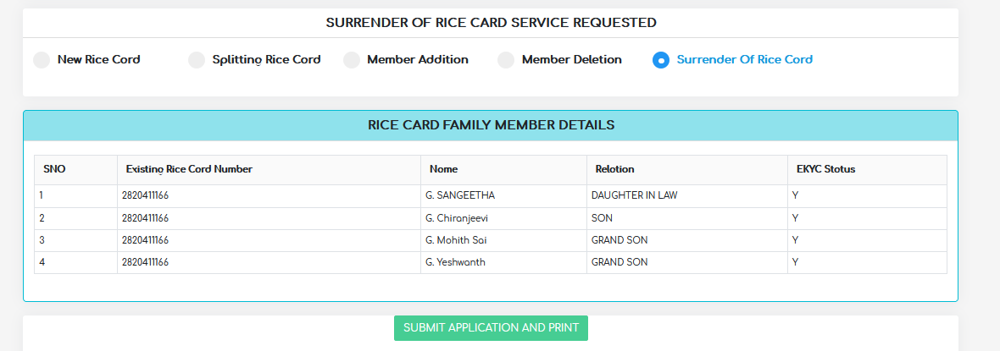 SURRENDER OF RICE CARD SERVICE REQUESTED
New Rice Card Splitting Rice Card Member Addition Member Deletion Surrender Of Rice Card
RICE CARD FAMILY MEMBER DETAILS
SNO Existing Rice Card Number Name Relation EKYC Status
1 2820411166 G. SANGEETHA DAUGHTER IN LAW Y
2 2820411166 G. Chiranjeevi SON Y
3 2820411166 G. Mohith Sai GRAND SON Y
4 2820411166 G. Yeshwanth GRAND SON Y
SUBMIT APPLICATION AND PRINT